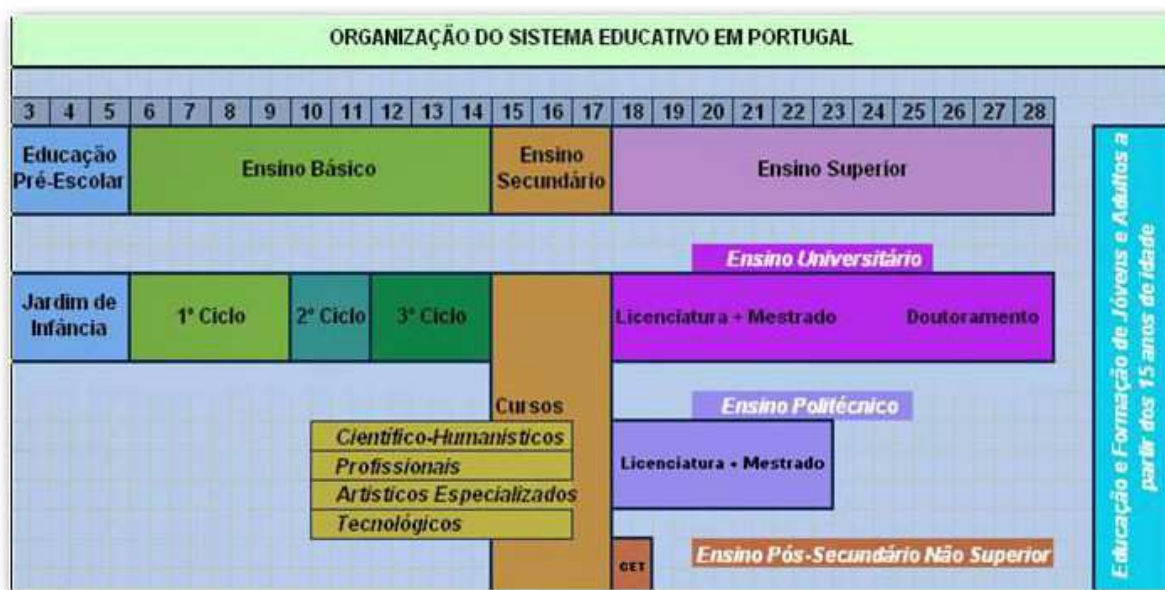 ORGANIZAÇÃO DO SISTEMA EDUCATIVO EM PORTUGAL
3 4 5 6 7 8 9 10 11 12 13 14 15 16 17 18 19 20 21 22 23 24 25 26 27 28
Educação
Pré-Escolar
Ensino Básico
Ensino
Secundário
Ensino Superior
Ensino Universitário
Jardim de
Infância
1º Ciclo
2º Ciclo
3º Ciclo
Licenciatura + Mestrado
Doutoramento
Cursos
Científico-Humanísticos
Profissionais
Artísticos Especializados
Tecnológicos
Ensino Politécnico
Licenciatura + Mestrado
CET
Ensino Pós-Secundário Não Superior
Educação e Formação de Jóvens e Adultos a
partir dos 15 anos de idade